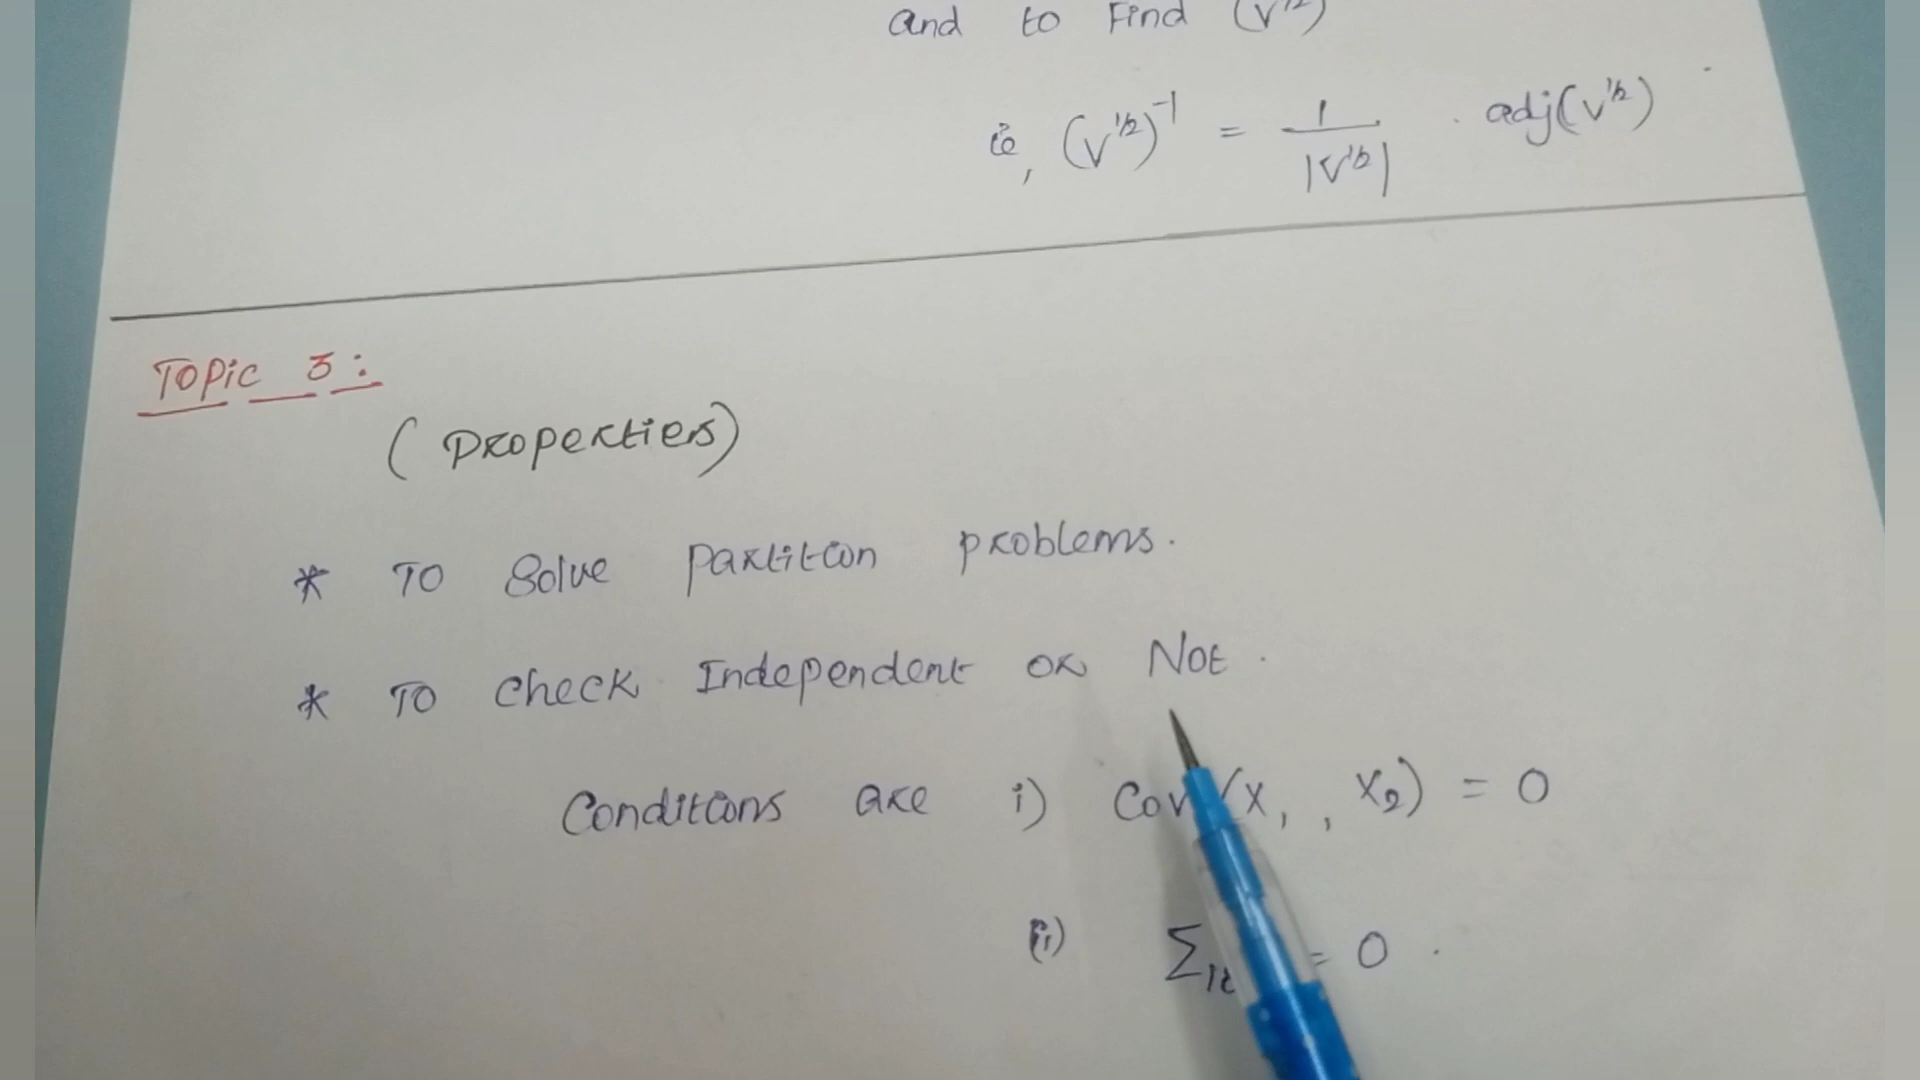 and to Find (V^1/2)
ie, (V^1/2)^-1 = 1/|V^1/2| . adj(V^1/2)
Topic 3:
(Properties)
* To Solve Partition problems.
* To check Independent or Not.
Conditions are i) Cov(X1, X2) = 0
ii) Σ12 = 0.